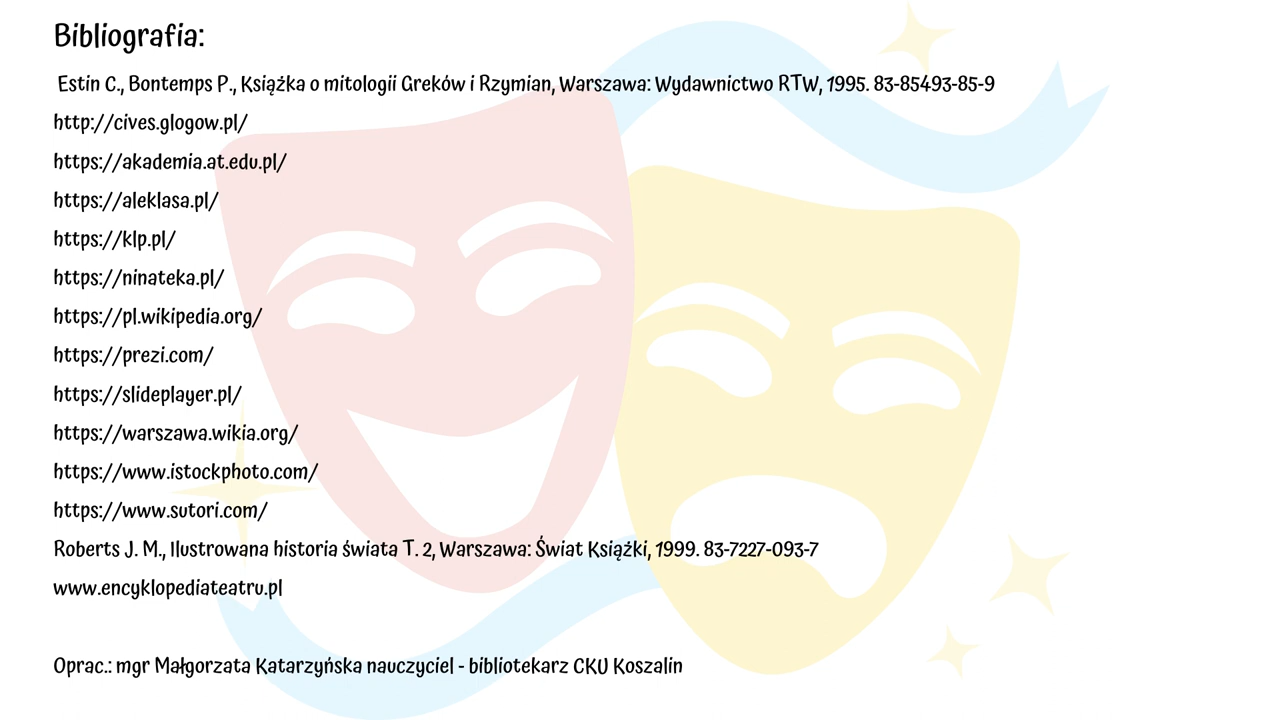 Bibliografia:
Estin C., Bontemps P., Książka o mitologii Greków i Rzymian, Warszawa: Wydawnictwo RTW, 1995. 83-85493-85-9
http://cives.glogow.pl/
https://akademia.at.edu.pl/
https://aleklasa.pl/
https://klp.pl/
https://ninateka.pl/
https://pl.wikipedia.org/
https://prezi.com/
https://slideplayer.pl/
https://warszawa.wikia.org/
https://www.istockphoto.com/
https://www.sutori.com/
Roberts J. M., Ilustrowana historia świata T. 2, Warszawa: Świat Książki, 1999. 83-7227-093-7
www.encyklopediateatru.pl
Oprac.: mgr Małgorzata Katarzyńska nauczyciel - bibliotekarz CKU Koszalin